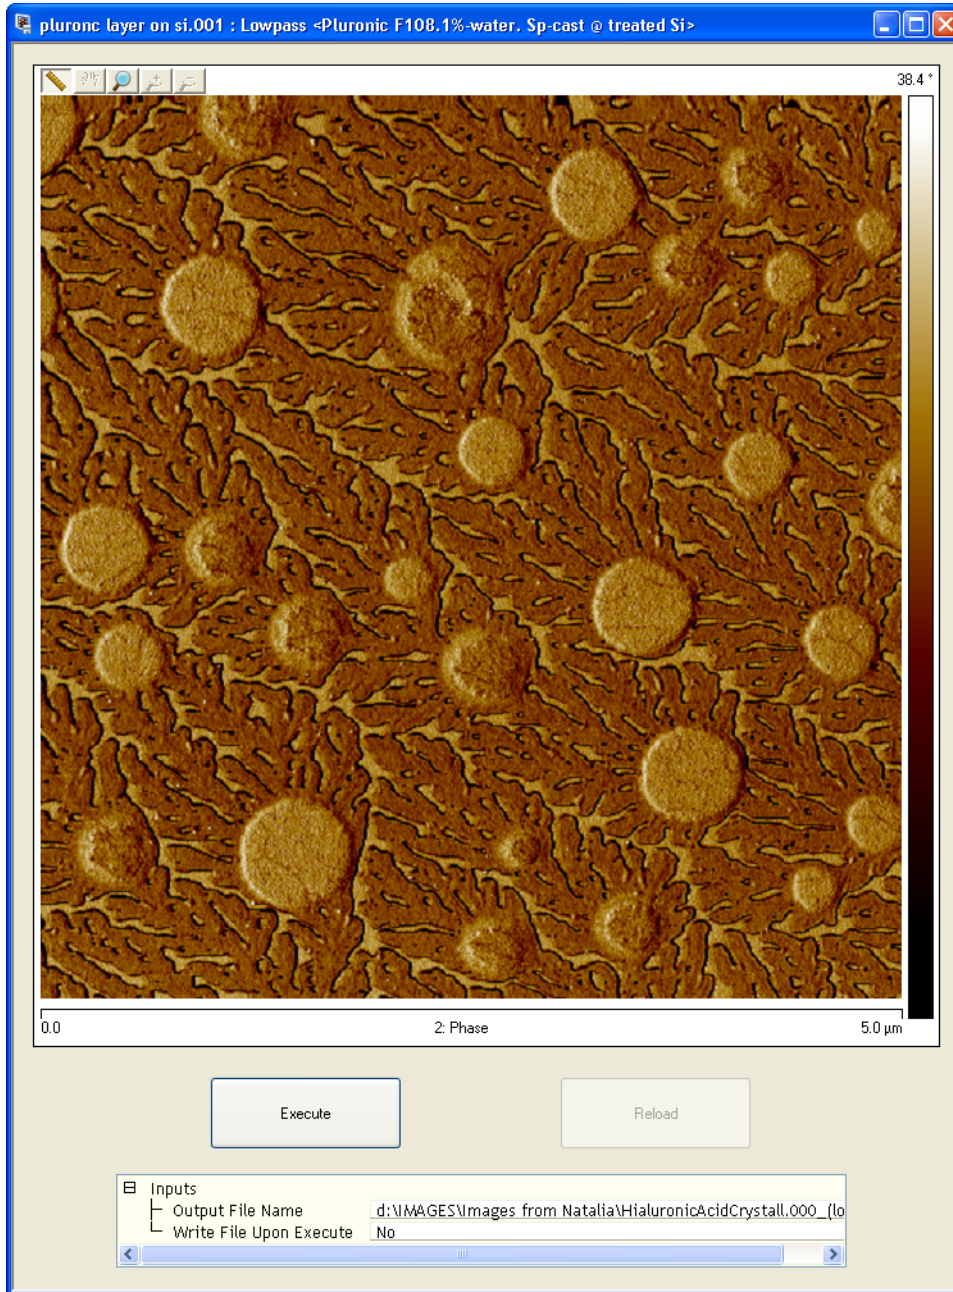 pluronc layer on si.001 : Lowpass <Pluronic F108.1%-water. Sp-cast @ treated Si>
38.4 °
0.0 2: Phase 5.0 µm
Execute Reload
Inputs
Output File Name d:\IMAGES\Images from Natalia\HialuronicAcidCrystall.000_(lo
Write File Upon Execute No